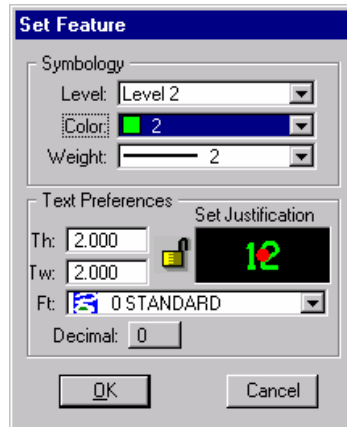 Set Feature
Symbology
Level: Level 2
Color: 2
Weight: 2
Text Preferences
Set Justification
Th: 2.000
12
Tw: 2.000
Ft: 0 STANDARD
Decimal: 0
OK Cancel